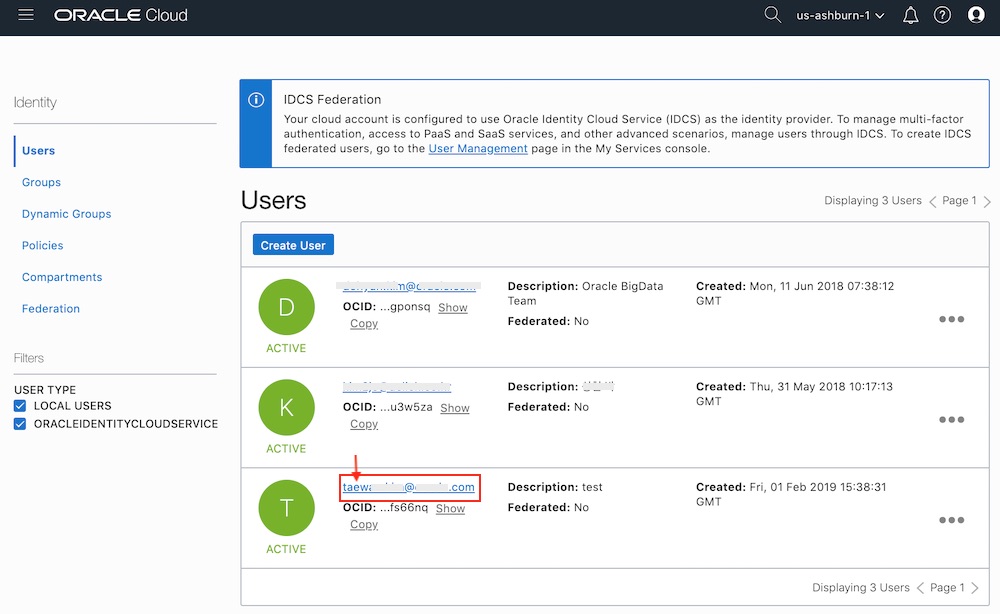 ORACLE Cloud
us-ashburn-1
Identity
Users
Groups
Dynamic Groups
Policies
Compartments
Federation
Filters
USER TYPE
LOCAL USERS
ORACLEIDENTITYCLOUDSERVICE
IDCS Federation
Your cloud account is configured to use Oracle Identity Cloud Service (IDCS) as the identity provider. To manage multi-factor
authentication, access to PaaS and SaaS services, and other advanced scenarios, manage users through IDCS. To create IDCS
federated users, go to the User Management page in the My Services console.
Users
Displaying 3 Users Page 1
Create User
D
ACTIVE
OCID: ...gponsq Show
Copy
Description: Oracle BigData
Team
Federated: No
Created: Mon, 11 Jun 2018 07:38:12
GMT
K
ACTIVE
OCID: ...u3w5za Show
Copy
Description:
Federated: No
Created: Thu, 31 May 2018 10:17:13
GMT
T
ACTIVE
.com
OCID: ...fs66nq Show
Copy
Description: test
Federated: No
Created: Fri, 01 Feb 2019 15:38:31
GMT
Displaying 3 Users Page 1